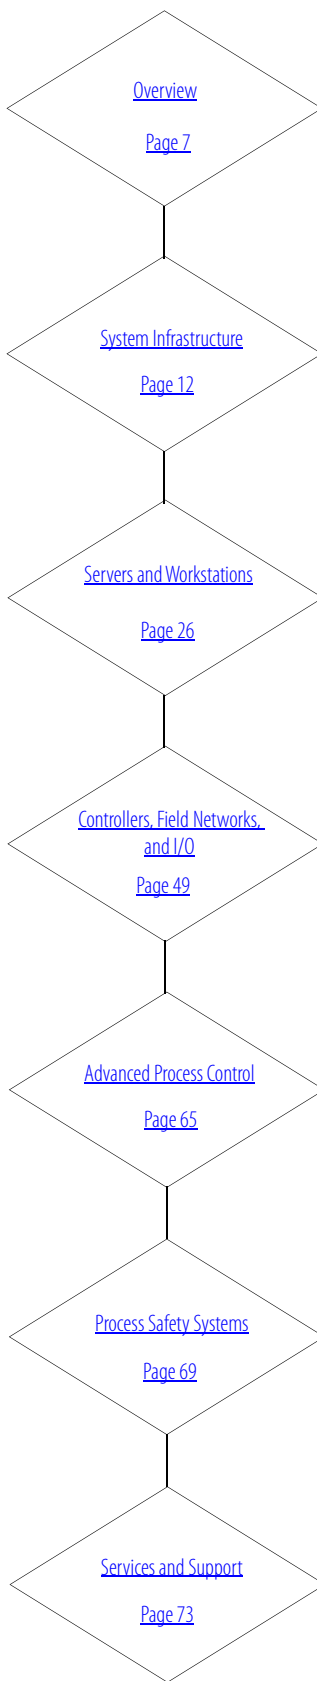 Overview
Page 7
System Infrastructure
Page 12
Servers and Workstations
Page 26
Controllers, Field Networks,
and I/O
Page 49
Advanced Process Control
Page 65
Process Safety Systems
Page 69
Services and Support
Page 73